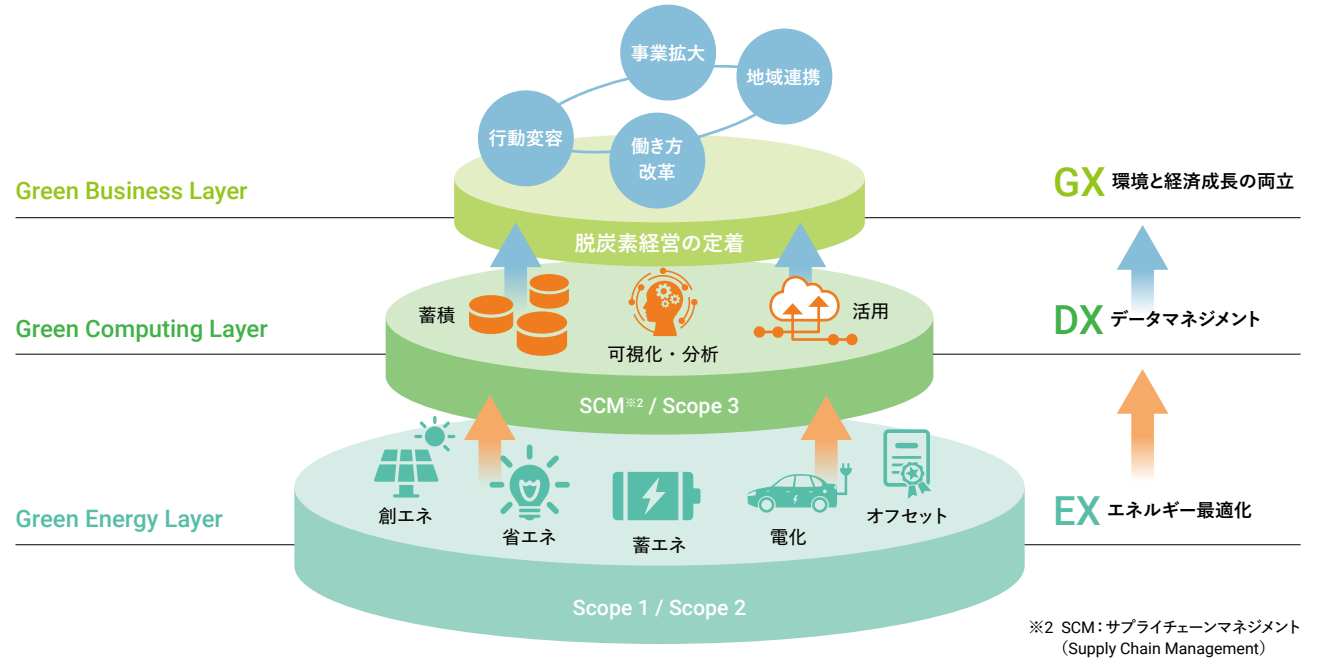 事業拡大
地域連携
行動変容
働き方
改革
Green Business Layer
GX 環境と経済成長の両立
脱炭素経営の定着
蓄積
活用
Green Computing Layer
DX データマネジメント
可視化・分析
SCM※2 / Scope 3
創エネ
省エネ
蓄エネ
電化
オフセット
Green Energy Layer
EX エネルギー最適化
Scope 1 / Scope 2
※2 SCM：サプライチェーンマネジメント
（Supply Chain Management）